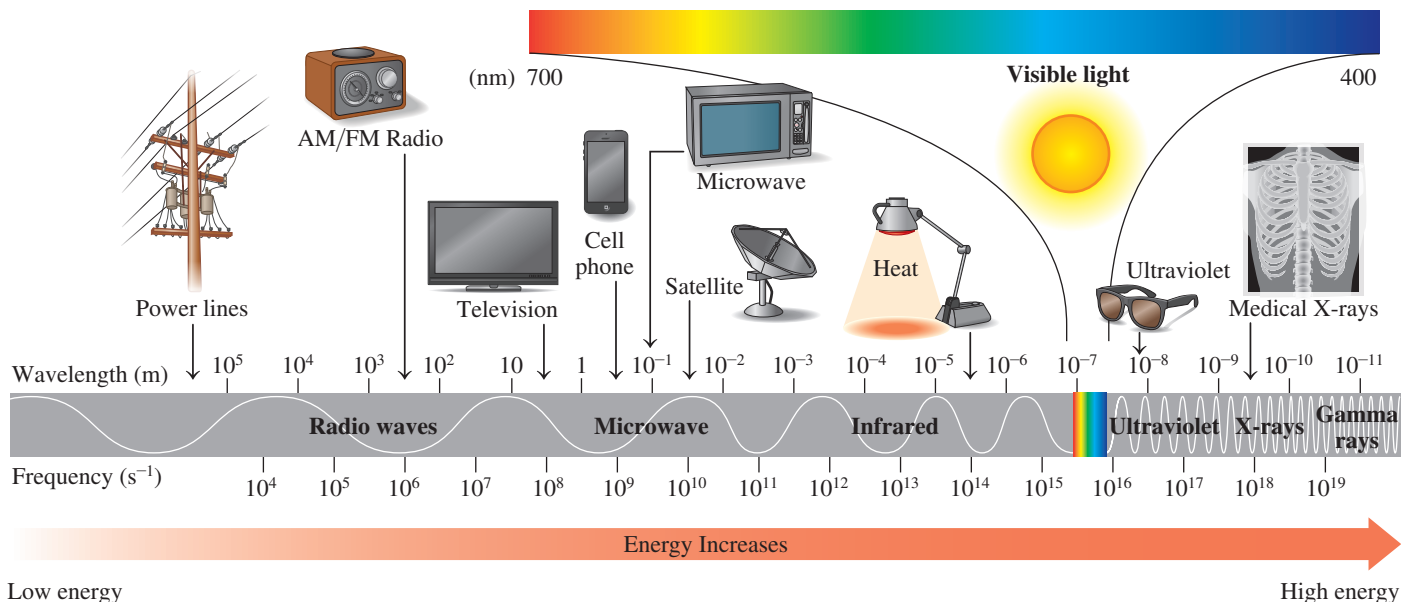 (nm) 700
Visible light
400
AM/FM Radio
Microwave
Cell
phone
Heat
Satellite
Ultraviolet
Power lines
Television
Medical X-rays
Wavelength (m) 10⁵ 10⁴ 10³ 10² 10 1 10⁻¹ 10⁻² 10⁻³ 10⁻⁴ 10⁻⁵ 10⁻⁶ 10⁻⁷ 10⁻⁸ 10⁻⁹ 10⁻¹⁰ 10⁻¹¹
Radio waves Microwave Infrared Ultraviolet X-rays Gamma
rays
Frequency (s⁻¹) 10⁴ 10⁵ 10⁶ 10⁷ 10⁸ 10⁹ 10¹⁰ 10¹¹ 10¹² 10¹³ 10¹⁴ 10¹⁵ 10¹⁶ 10¹⁷ 10¹⁸ 10¹⁹
Energy Increases
Low energy High energy